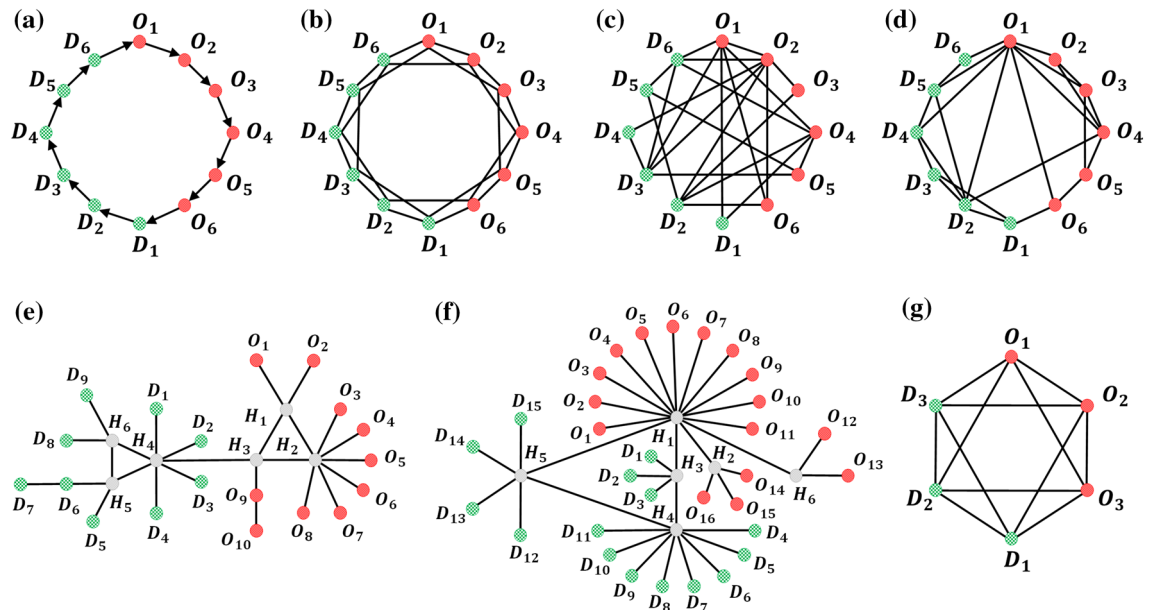 (a) (b) (c) (d)
O₁ O₁ O₁ O₁
D₆ O₂ D₆ O₂ D₆ O₂ D₆ O₂
D₅ O₃ D₅ O₃ D₅ O₃ D₅ O₃
D₄ O₄ D₄ O₄ D₄ O₄ D₄ O₄
D₃ O₅ D₃ O₅ D₃ O₅ D₃ O₅
D₂ O₆ D₂ O₆ D₂ O₆ D₂ O₆
D₁ D₁ D₁ D₁
(e)
O₁ O₂
D₉ D₁ O₃
H₆ H₁ O₄
D₈ H₄ D₂ H₃ H₂ O₅
D₇ D₆ H₅ D₃ O₉ O₆
D₅ D₄ O₁₀ O₈ O₇
(f)
O₆
O₅ O₇
O₄ O₈
O₃ O₉
O₂ O₁₀
O₁ H₁ O₁₁ O₁₂
D₁₅
D₁₄ H₅ D₁ H₂
D₂ H₃ O₁₄ H₆ O₁₃
D₁₃ D₃ O₁₆ O₁₅
H₄
D₁₂ D₁₁ D₄
D₁₀ D₅
D₉ D₆
D₈ D₇
(g)
O₁
D₃ O₂
D₂ O₃
D₁